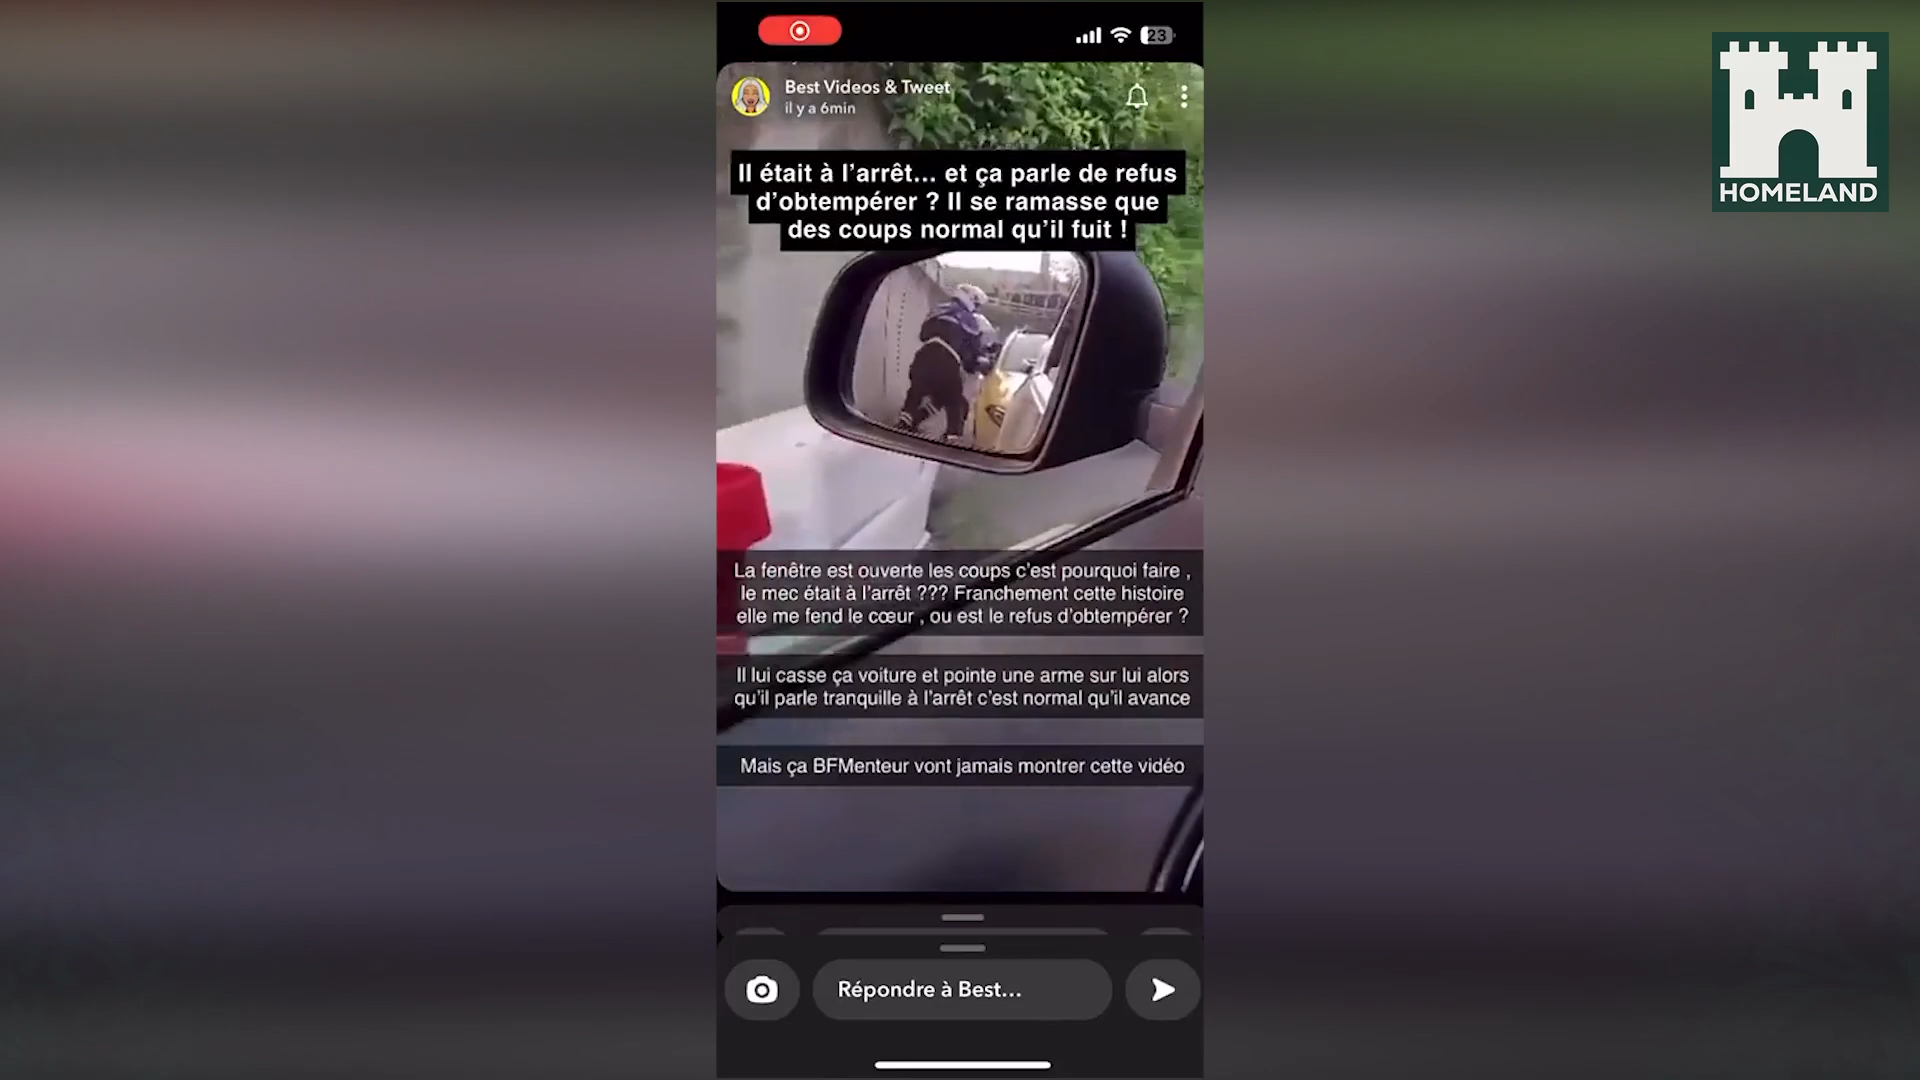 23
Best Videos & Tweet
il y a 6min
HOMELAND
Il était à l’arrêt... et ça parle de refus
d’obtempérer ? Il se ramasse que
des coups normal qu’il fuit !
La fenêtre est ouverte les coups c’est pourquoi faire ,
le mec était à l’arrêt ??? Franchement cette histoire
elle me fend le cœur , ou est le refus d’obtempérer ?
Il lui casse ça voiture et pointe une arme sur lui alors
qu’il parle tranquille à l’arrêt c’est normal qu’il avance
Mais ça BFMenteur vont jamais montrer cette vidéo
Répondre à Best...